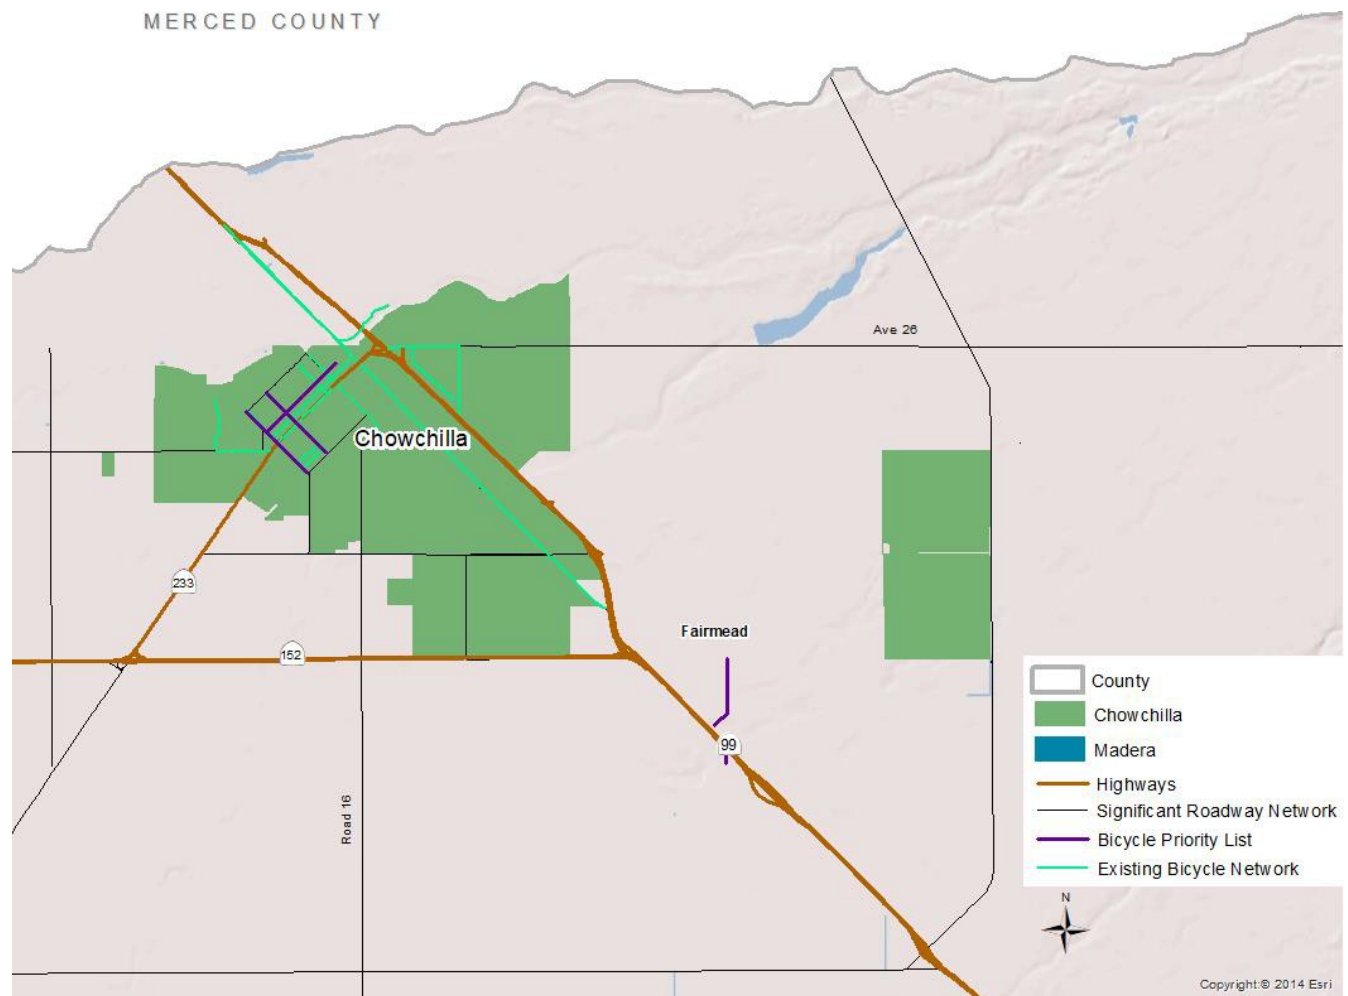 MERCED COUNTY
Ave 26
Chowchilla
233
152
Fairmead
99
Road 16
County
Chowchilla
Madera
Highways
Significant Roadway Network
Bicycle Priority List
Existing Bicycle Network
N
Copyright:© 2014 Esri